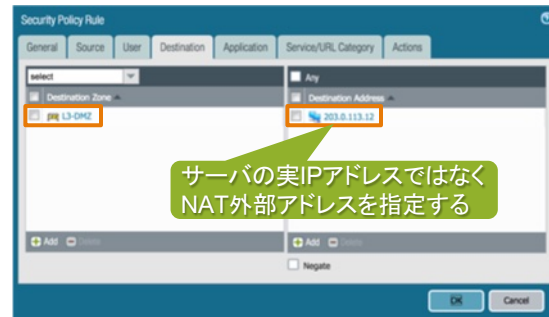 Security Policy Rule
General Source User Destination Application Service/URL Category Actions
select
Any
Destination Zone
Destination Address
L3-DMZ
203.0.113.12
サーバの実IPアドレスではなく
NAT外部アドレスを指定する
Add Delete
Add Delete
Negate
OK Cancel